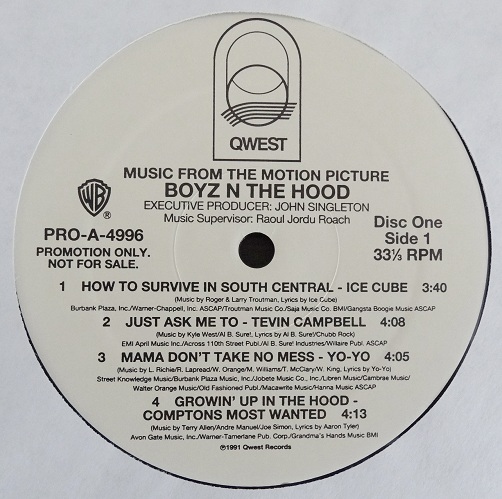 QWEST
MUSIC FROM THE MOTION PICTURE
BOYZ N THE HOOD
EXECUTIVE PRODUCER: JOHN SINGLETON
Music Supervisor: Raoul Jordu Roach
WB
PRO-A-4996
PROMOTION ONLY.
NOT FOR SALE.
Disc One
Side 1
33⅓ RPM
1 HOW TO SURVIVE IN SOUTH CENTRAL - ICE CUBE 3:40
(Music by Roger & Larry Troutman, Lyrics by Ice Cube)
Burbank Plaza, Inc./Warner-Chappell, Inc. ASCAP/Troutman Music Co./Saja Music Co. BMI/Gangsta Boogie Music ASCAP
2 JUST ASK ME TO - TEVIN CAMPBELL 4:08
(Music by Kyle West/Al B. Sure!, Lyrics by Al B. Sure!/Chubb Rock)
EMI April Music Inc./Across 110th Street Publ./Al B. Sure! Industries/Willaire Publ. ASCAP
3 MAMA DON'T TAKE NO MESS - YO-YO 4:05
(Music by L. Richie/R. Lapread/W. Orange/M. Williams/T. McClary/W. King, Lyrics by Yo-Yo)
Street Knowledge Music/Burbank Plaza Music, Inc./Jobete Music Co., Inc./Libren Music/Cambrae Music/
Walter Orange Music/Old Fashioned Publ./Macawrite Music/Hanna Music ASCAP
4 GROWIN' UP IN THE HOOD -
COMPTONS MOST WANTED 4:13
(Music by Terry Allen/Andre Manuel/Joe Simon, Lyrics by Aaron Tyler)
Avon Gate Music, Inc./Warner-Tamerlane Pub. Corp./Grandma's Hands Music BMI
℗1991 Qwest Records